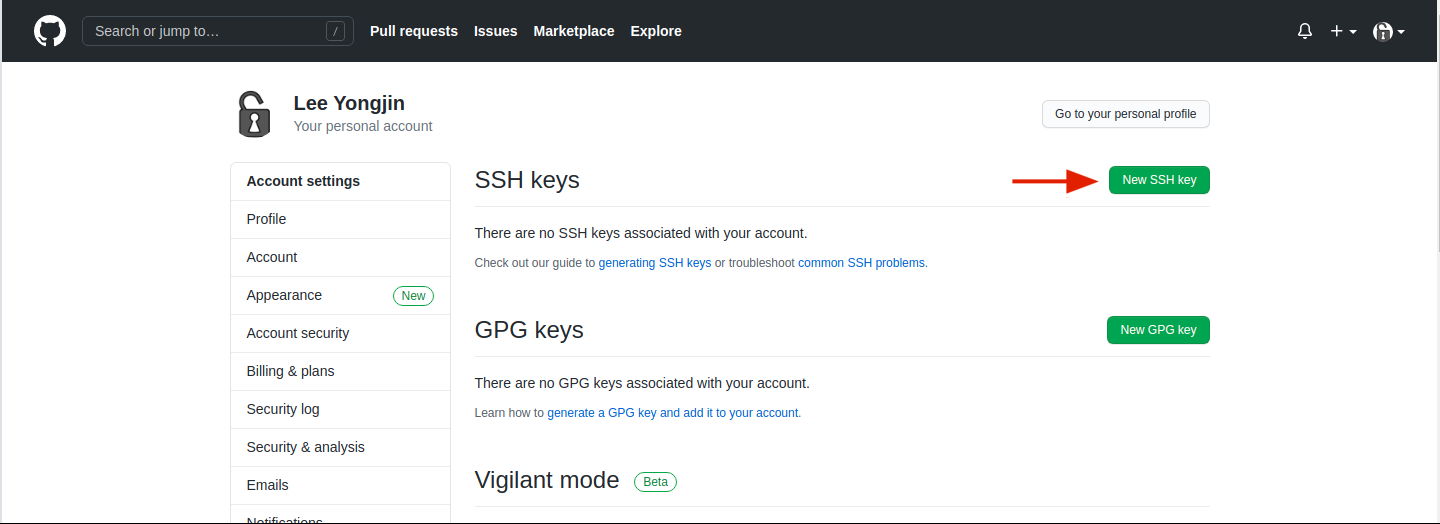 Search or jump to… /
Pull requests Issues Marketplace Explore
Lee Yongjin
Your personal account
Go to your personal profile
Account settings
Profile
Account
Appearance New
Account security
Billing & plans
Security log
Security & analysis
Emails
Notifications
SSH keys
New SSH key
There are no SSH keys associated with your account.
Check out our guide to generating SSH keys or troubleshoot common SSH problems.
GPG keys
New GPG key
There are no GPG keys associated with your account.
Learn how to generate a GPG key and add it to your account.
Vigilant mode Beta